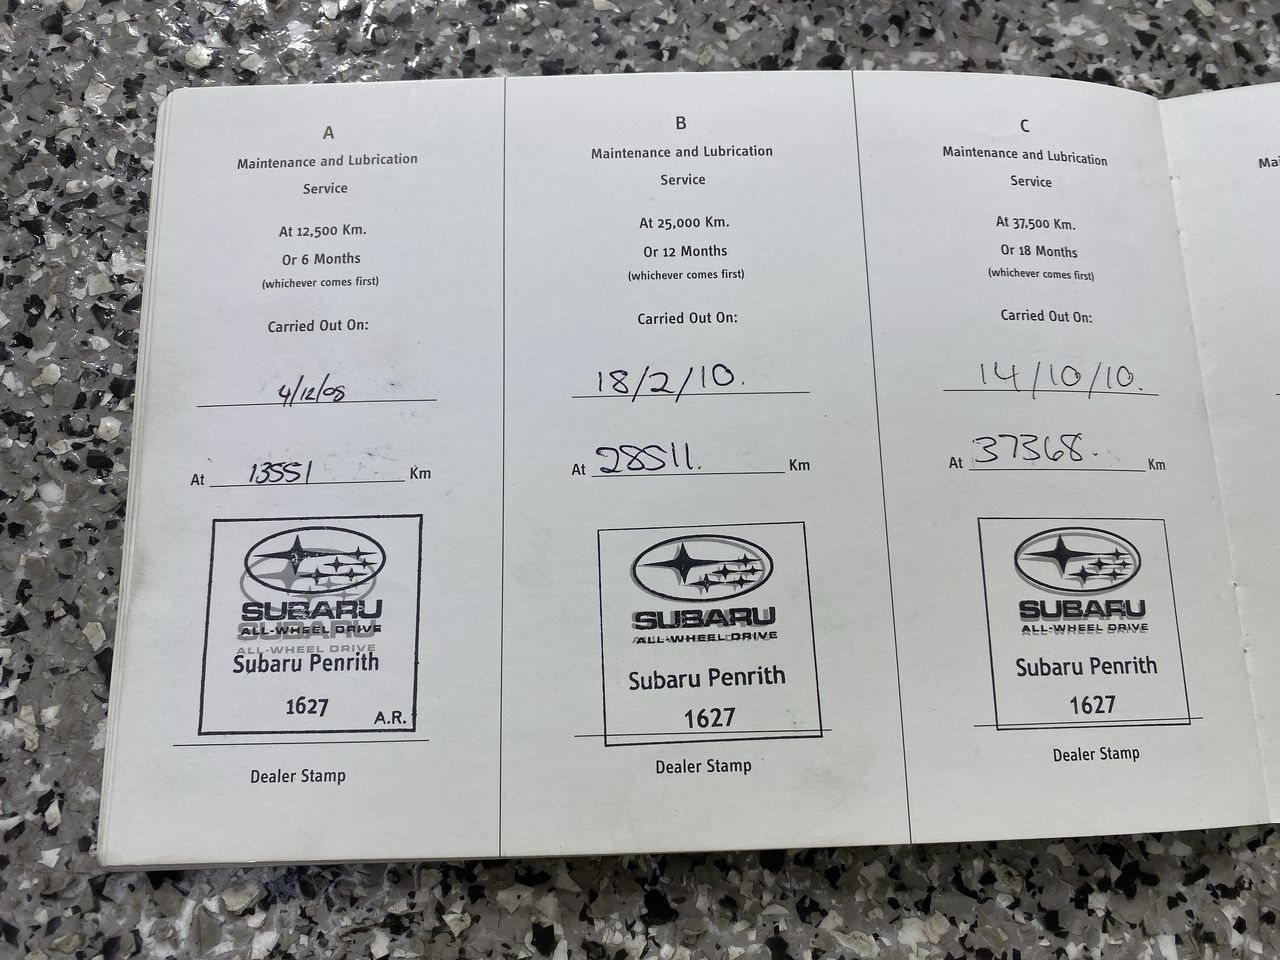 A
Maintenance and Lubrication
Service
At 12,500 Km.
Or 6 Months
(whichever comes first)
Carried Out On:
4/12/08
At 13551 Km
SUBARU
ALL-WHEEL DRIVE
Subaru Penrith
1627
A.R.
Dealer Stamp
B
Maintenance and Lubrication
Service
At 25,000 Km.
Or 12 Months
(whichever comes first)
Carried Out On:
18/2/10.
At 28511. Km
SUBARU
ALL-WHEEL DRIVE
Subaru Penrith
1627
Dealer Stamp
C
Maintenance and Lubrication
Service
At 37,500 Km.
Or 18 Months
(whichever comes first)
Carried Out On:
14/10/10.
At 37368. Km
SUBARU
ALL-WHEEL DRIVE
Subaru Penrith
1627
Dealer Stamp